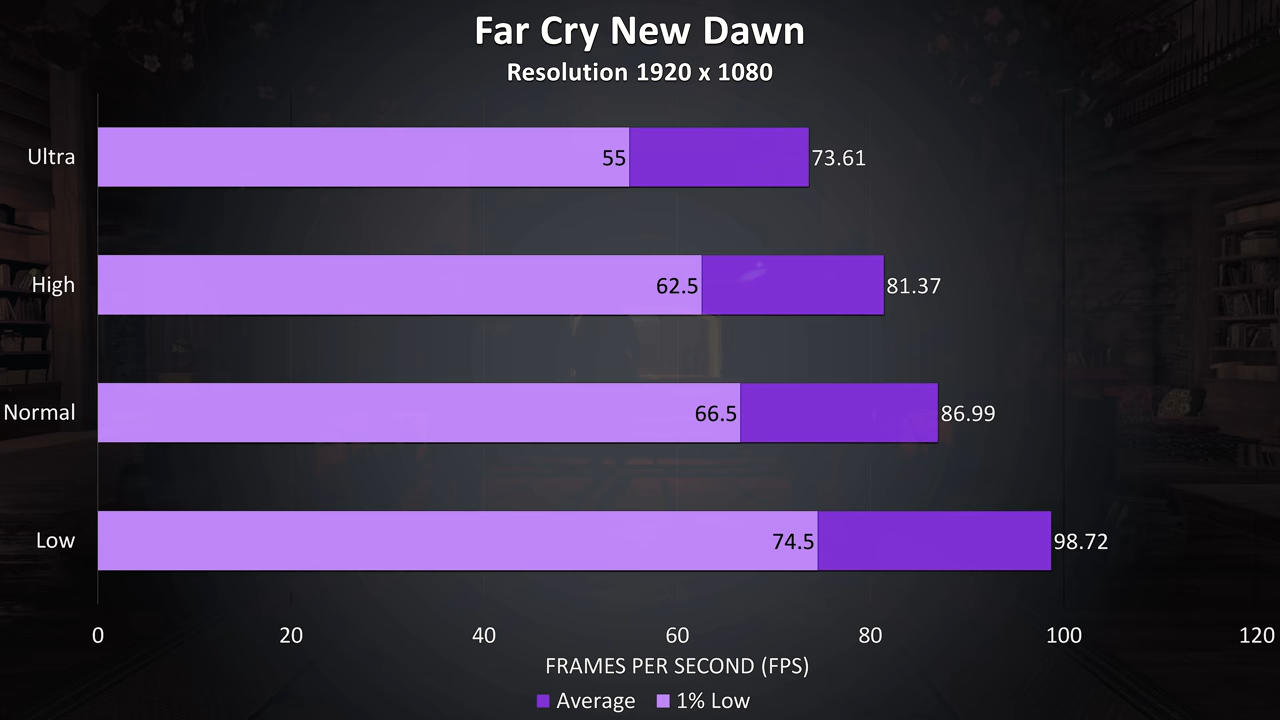 Far Cry New Dawn
Resolution 1920 x 1080
Ultra 55 73.61
High 62.5 81.37
Normal 66.5 86.99
Low 74.5 98.72
0 20 40 60 80 100 120
FRAMES PER SECOND (FPS)
Average 1% Low